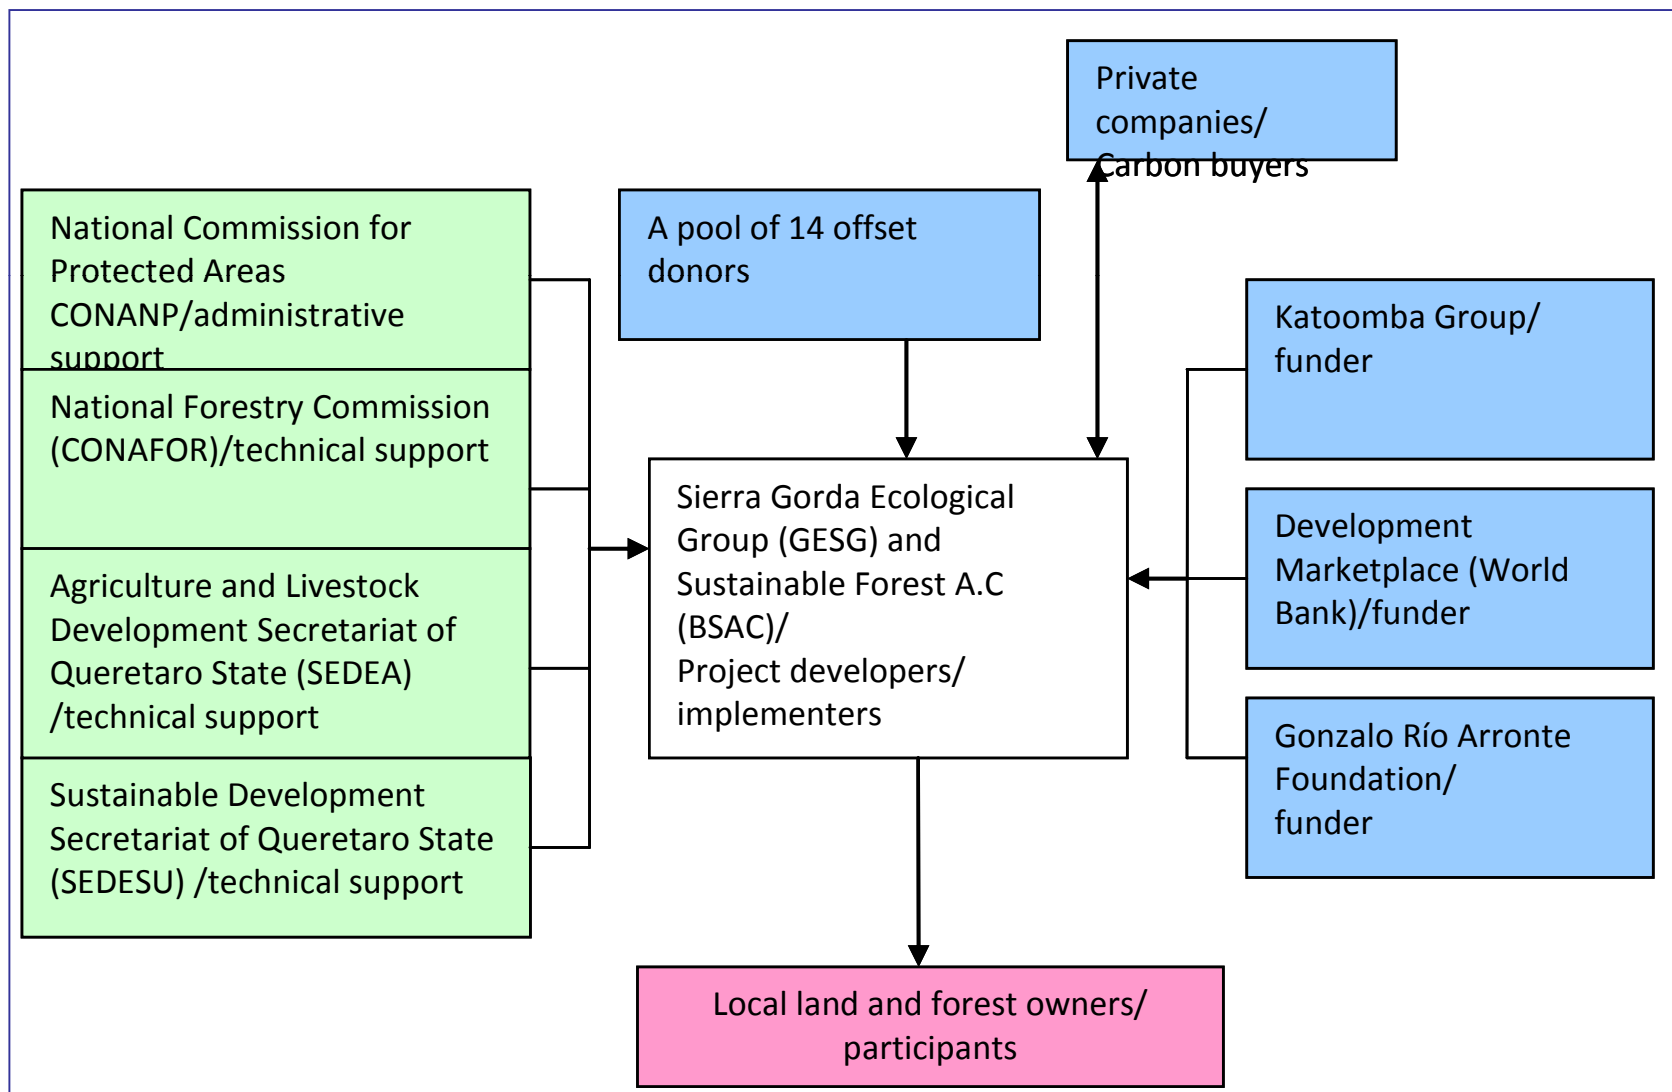 Private
companies/
Carbon buyers
National Commission for
Protected Areas
CONANP/administrative
support
A pool of 14 offset
donors
Katoomba Group/
funder
National Forestry Commission
(CONAFOR)/technical support
Sierra Gorda Ecological
Group (GESG) and
Sustainable Forest A.C
(BSAC)/
Project developers/
implementers
Development
Marketplace (World
Bank)/funder
Agriculture and Livestock
Development Secretariat of
Queretaro State (SEDEA)
/technical support
Gonzalo Río Arronte
Foundation/
funder
Sustainable Development
Secretariat of Queretaro State
(SEDESU) /technical support
Local land and forest owners/
participants